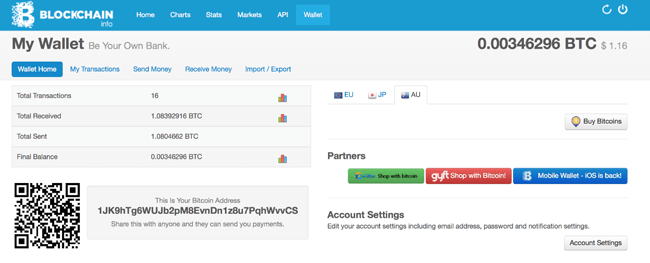 BLOCKCHAIN
info
Home Charts Stats Markets API Wallet
My Wallet Be Your Own Bank.
0.00346296 BTC $ 1.16
Wallet Home My Transactions Send Money Receive Money Import / Export
Total Transactions 16
Total Received 1.08392916 BTC
Total Sent 1.0804662 BTC
Final Balance 0.00346296 BTC
This Is Your Bitcoin Address
1JK9hTg6WUJb2pM8EvnDn1z8u7PqhWvvCS
Share this with anyone and they can send you payments.
EU JP AU
Buy Bitcoins
Partners
Shop with bitcoin
gyft Shop with Bitcoin!
Mobile Wallet - iOS is back!
Account Settings
Edit your account settings including email address, password and notification settings.
Account Settings